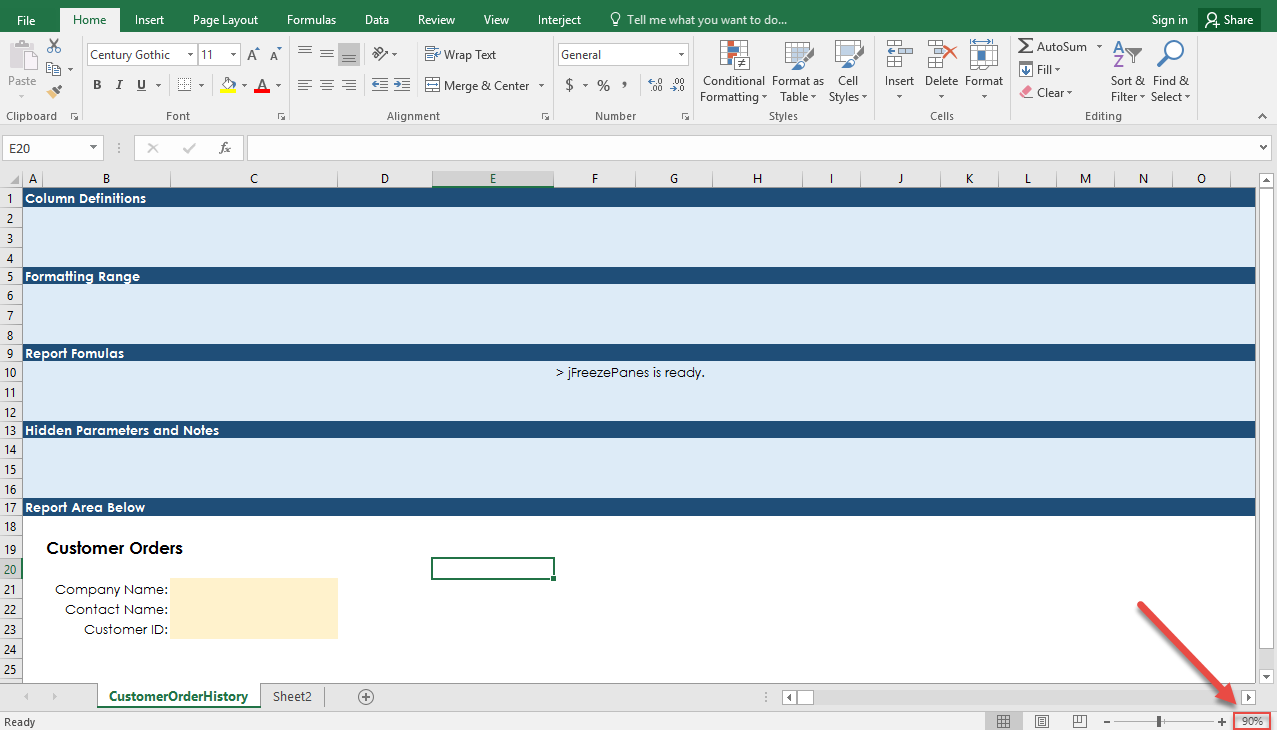 File Home Insert Page Layout Formulas Data Review View Interject Tell me what you want to do... Sign in Share
Century Gothic 11 Wrap Text General AutoSum
Paste Conditional Format as Cell Insert Delete Format Fill Sort & Find &
B I U Merge & Center $ % , .00 .0 Formatting Table Styles Clear Filter Select
Clipboard Font Alignment Number Styles Cells Editing
E20 fx
A B C D E F G H I J K L M N O
1 Column Definitions
2
3
4
5 Formatting Range
6
7
8
9 Report Fomulas
10 > jFreezePanes is ready.
11
12
13 Hidden Parameters and Notes
14
15
16
17 Report Area Below
18
19 Customer Orders
20
21 Company Name:
22 Contact Name:
23 Customer ID:
24
25
CustomerOrderHistory Sheet2
Ready 90%